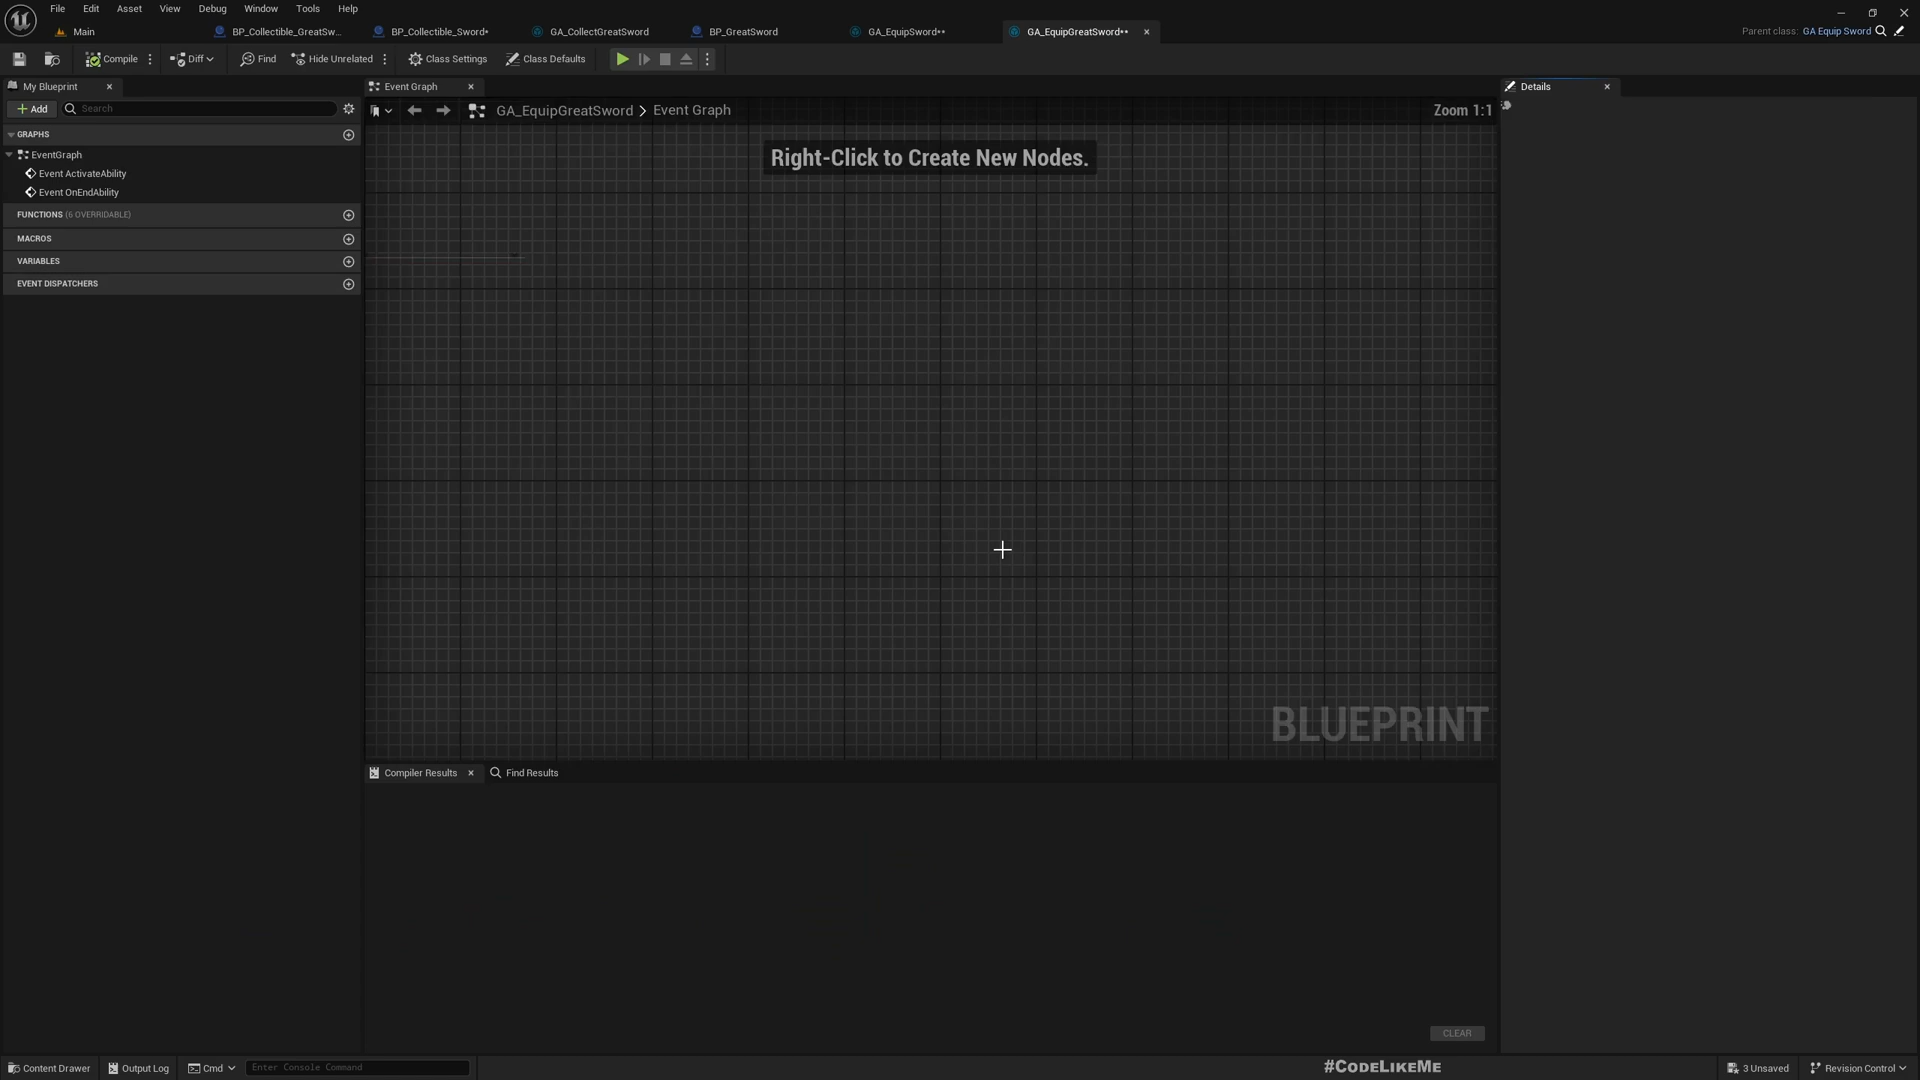 File Edit Asset View Debug Window Tools Help
Main BP_Collectible_GreatSw... BP_Collectible_Sword* GA_CollectGreatSword BP_GreatSword GA_EquipSword** GA_EquipGreatSword** Parent class: GA Equip Sword
Compile Diff Find Hide Unrelated Class Settings Class Defaults
My Blueprint Event Graph Details
Add Search GA_EquipGreatSword > Event Graph Zoom 1:1
GRAPHS
EventGraph Right-Click to Create New Nodes.
Event ActivateAbility
Event OnEndAbility
FUNCTIONS (6 OVERRIDABLE)
MACROS
VARIABLES
EVENT DISPATCHERS
BLUEPRINT
Compiler Results Find Results
CLEAR
Content Drawer Output Log Cmd Enter Console Command #CODELIKEME 3 Unsaved Revision Control